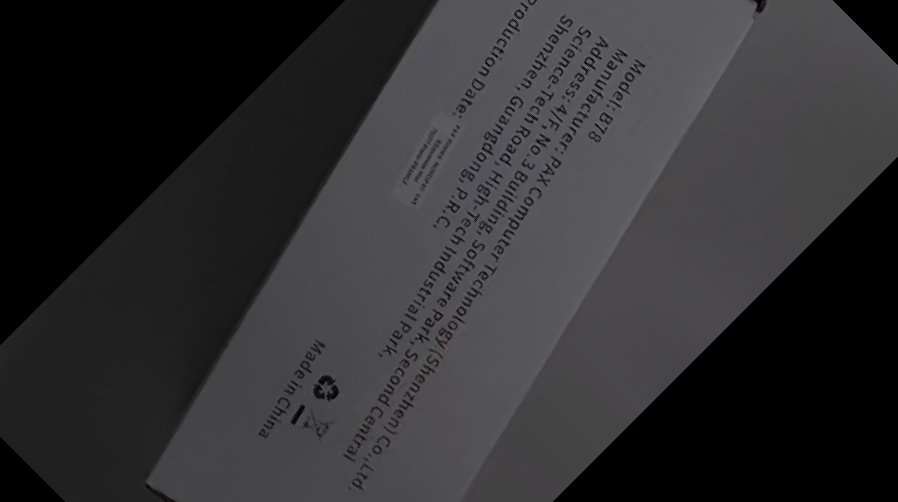 Model: B78
Manufacturer: PAX Computer Technology (Shenzhen) Co., Ltd.
Address: 4/F, No.3 Building, Software Park, Second Central
Science-Tech Road, High-Tech Industrial Park,
Shenzhen, Guangdong, P.R.C.
Production Date:
Made in China